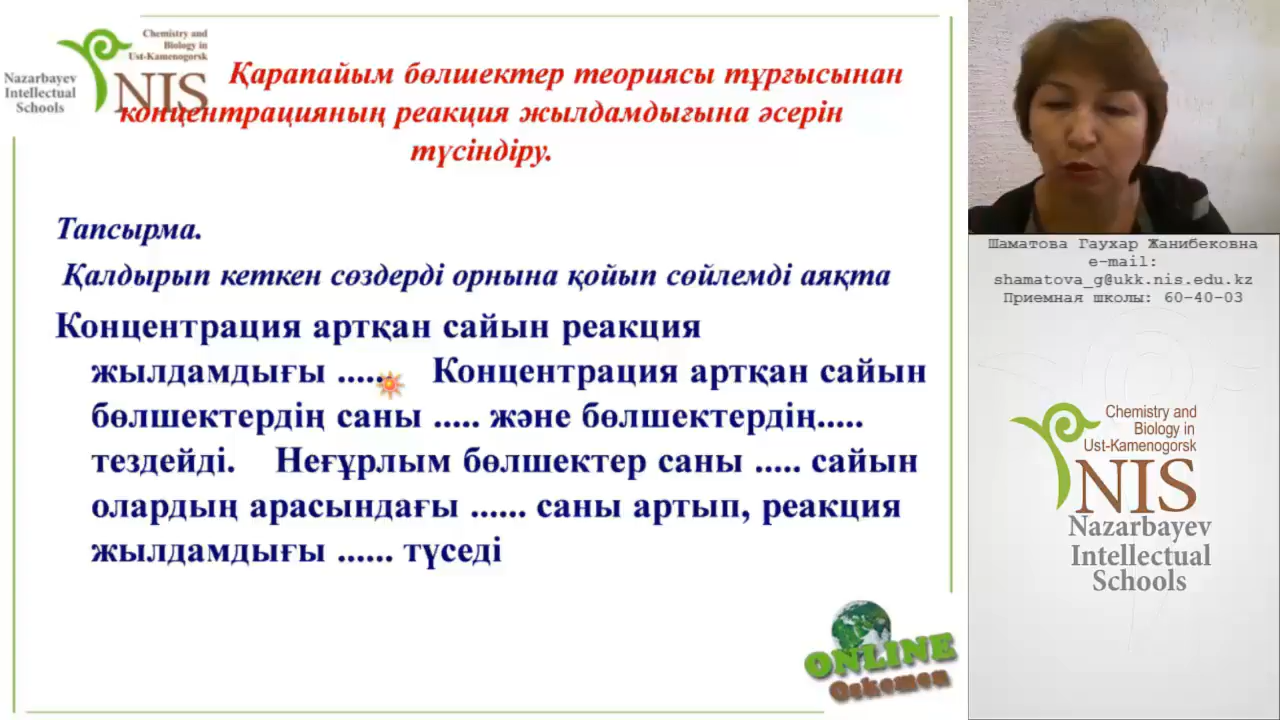 Chemistry and
Biology in
Ust-Kamenogorsk
NIS
Nazarbayev
Intellectual
Schools
Қарапайым бөлшектер теориясы тұрғысынан
концентрацияның реакция жылдамдығына әсерін
түсіндіру.
Тапсырма.
Қалдырып кеткен сөздерді орнына қойып сөйлемді аяқта
Концентрация артқан сайын реакция
жылдамдығы ...... Концентрация артқан сайын
бөлшектердің саны ..... және бөлшектердің.....
тездейді. Неғұрлым бөлшектер саны ..... сайын
олардың арасындағы ...... саны артып, реакция
жылдамдығы ...... түседі
ONLINE
Oskemen
Шаматова Гаухар Жанибековна
e-mail:
shamatova_g@ukk.nis.edu.kz
Приемная школы: 60-40-03
Chemistry and
Biology in
Ust-Kamenogorsk
NIS
Nazarbayev
Intellectual
Schools